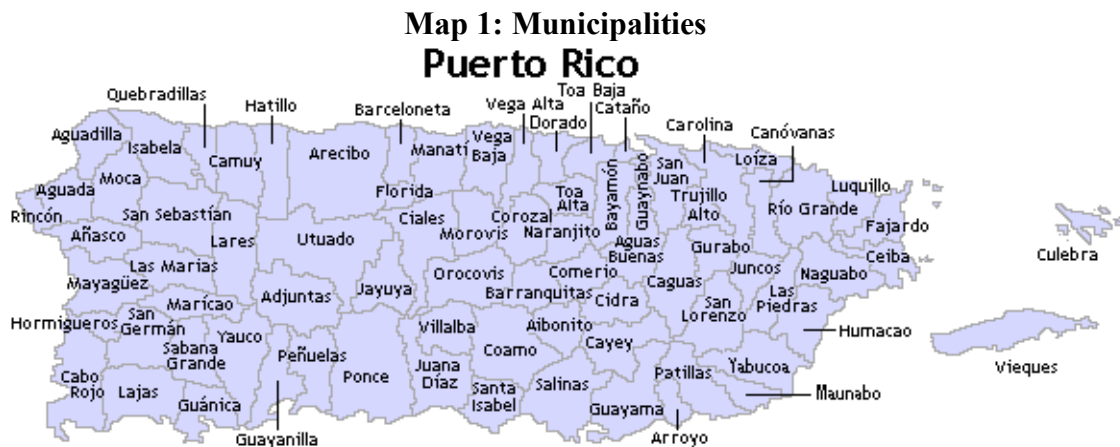 Map 1: Municipalities
Puerto Rico
Quebradillas
Hatillo
Barceloneta
Vega Alta
Toa Baja
Dorado
Cataño
Carolina
Canóvanas
Aguadilla
Isabela
Camuy
Arecibo
Manatí
Vega
Baja
San
Juan
Loíza
Moca
Aguada
Florida
Toa
Alta
Bayamón
Guaynabo
Trujillo
Alto
Luquillo
Rincón
San Sebastián
Ciales
Corozal
Río Grande
Fajardo
Añasco
Lares
Utuado
Morovis
Naranjito
Aguas
Buenas
Gurabo
Ceiba
Culebra
Las Marias
Mayagüez
Orocovis
Comerio
Caguas
Juncos
Naguabo
Maricao
Adjuntas
Jayuya
Barranquitas
Cidra
San
Lorenzo
Las
Piedras
Hormigueros
San
Germán
Yauco
Villalba
Aibonito
Humacao
Sabana
Grande
Peñuelas
Coamo
Cayey
Vieques
Cabo
Rojo
Lajas
Ponce
Juana
Díaz
Salinas
Patillas
Yabucoa
Maunabo
Guánica
Santa
Isabel
Guayama
Guayanilla
Arroyo